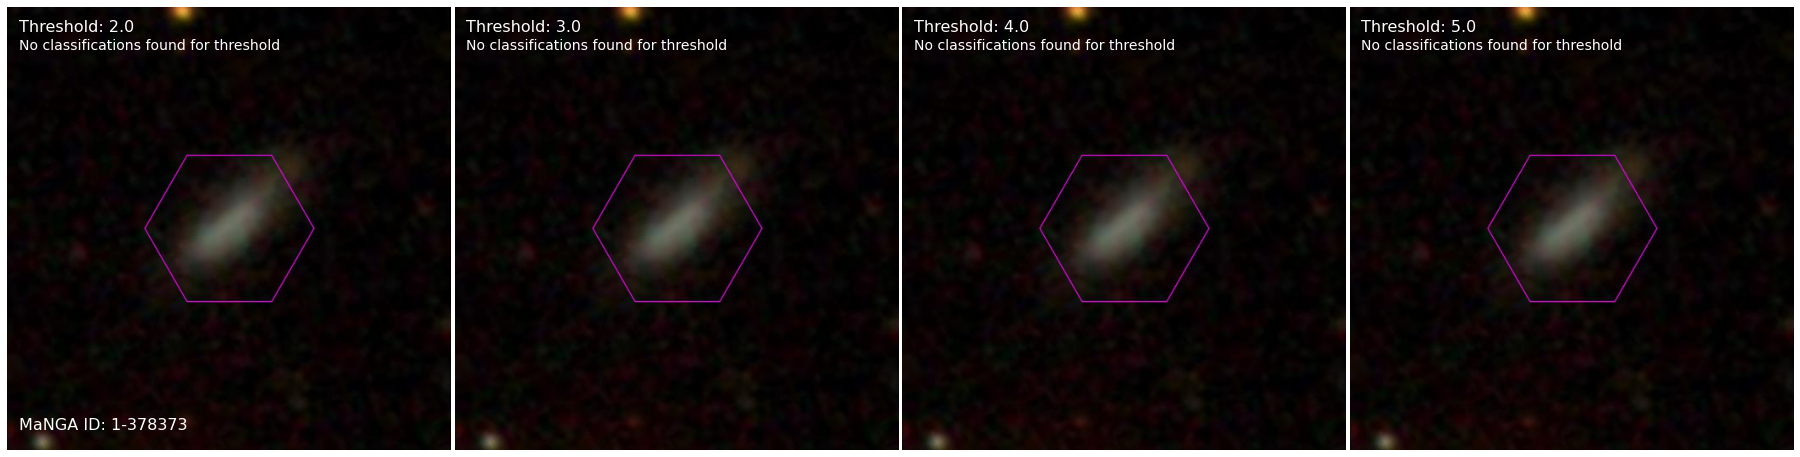 Threshold: 2.0
No classifications found for threshold
MaNGA ID: 1-378373
Threshold: 3.0
No classifications found for threshold
Threshold: 4.0
No classifications found for threshold
Threshold: 5.0
No classifications found for threshold